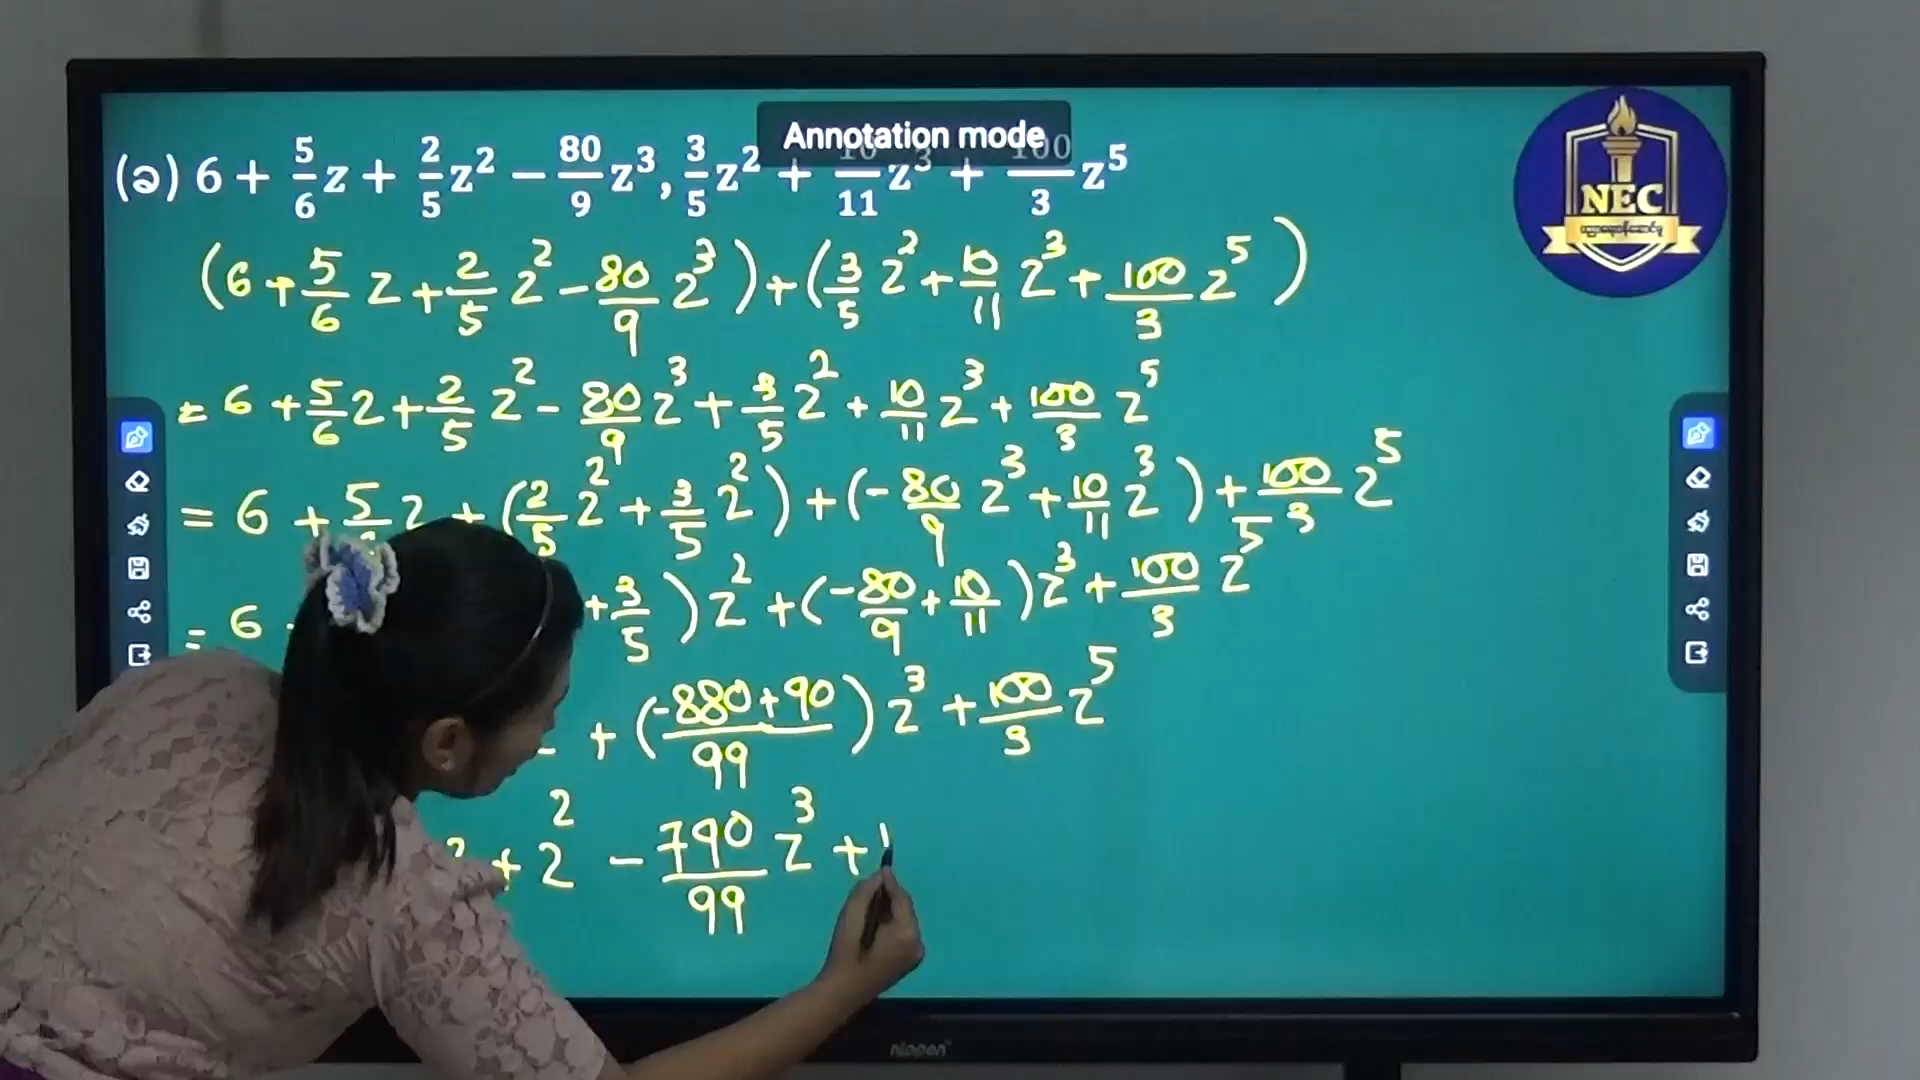 Annotation mode
(၁) 6 + 5/6 z + 2/5 z² − 80/9 z³, 3/5 z² + 10/11 z³ + 100/3 z⁵
NEC
(6 + 5/6 z + 2/5 z² − 80/9 z³) + (3/5 z² + 10/11 z³ + 100/3 z⁵)
= 6 + 5/6 z + 2/5 z² − 80/9 z³ + 3/5 z² + 10/11 z³ + 100/3 z⁵
= 6 + 5/ z + (2/5 z² + 3/5 z²) + (−80/9 z³ + 10/11 z³) + 100/3 z⁵
= 6 + 3/5) z² + (−80/9 + 10/11) z³ + 100/3 z⁵
+ (−880+90/99) z³ + 100/3 z⁵
+ z² − 790/99 z³ + 1
nippon